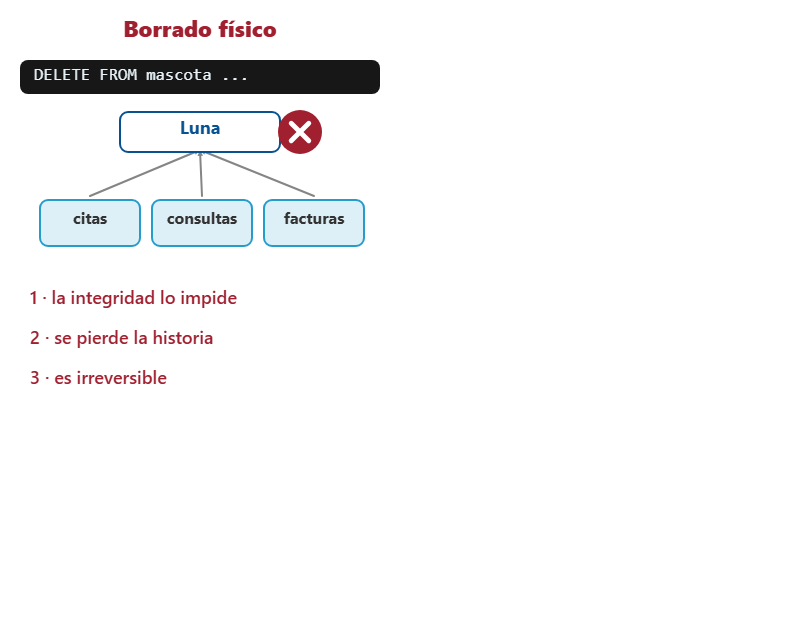 Borrado físico
DELETE FROM mascota ...
Luna
citas
consultas
facturas
1 · la integridad lo impide
2 · se pierde la historia
3 · es irreversible